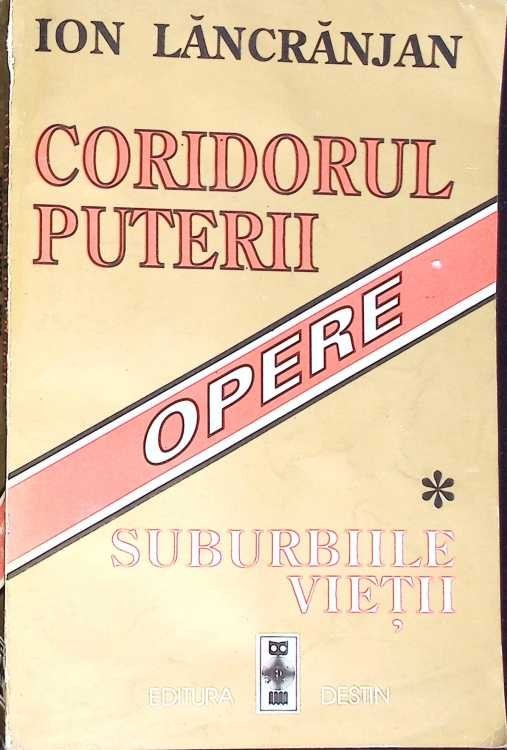 ION LĂNCRĂNJAN
CORIDORUL
PUTERII
OPERE
*
SUBURBIILE
VIEȚII
EDITURA DESTIN